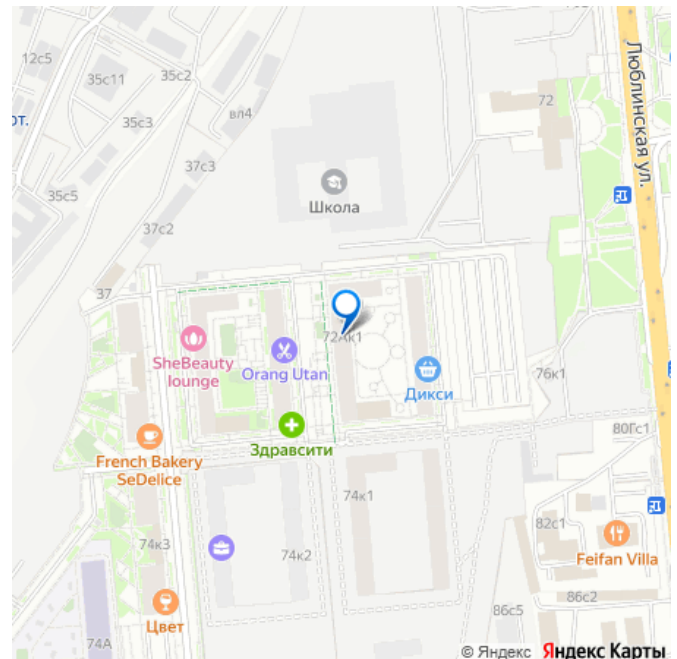 12с5
35с11
35с2
от.
35с3
вл4
37с3
35с5
Школа
72
Люблинская ул.
37с2
37
72Ак1
SheBeauty
lounge
Orang Utan
Дикси
76к1
Здравсити
80Гс1
French Bakery
SeDelice
74к1
74к3
74к2
82с1
Feifan Villa
86с2
86с5
Цвет
74А
© Яндекс Яндекс Карты